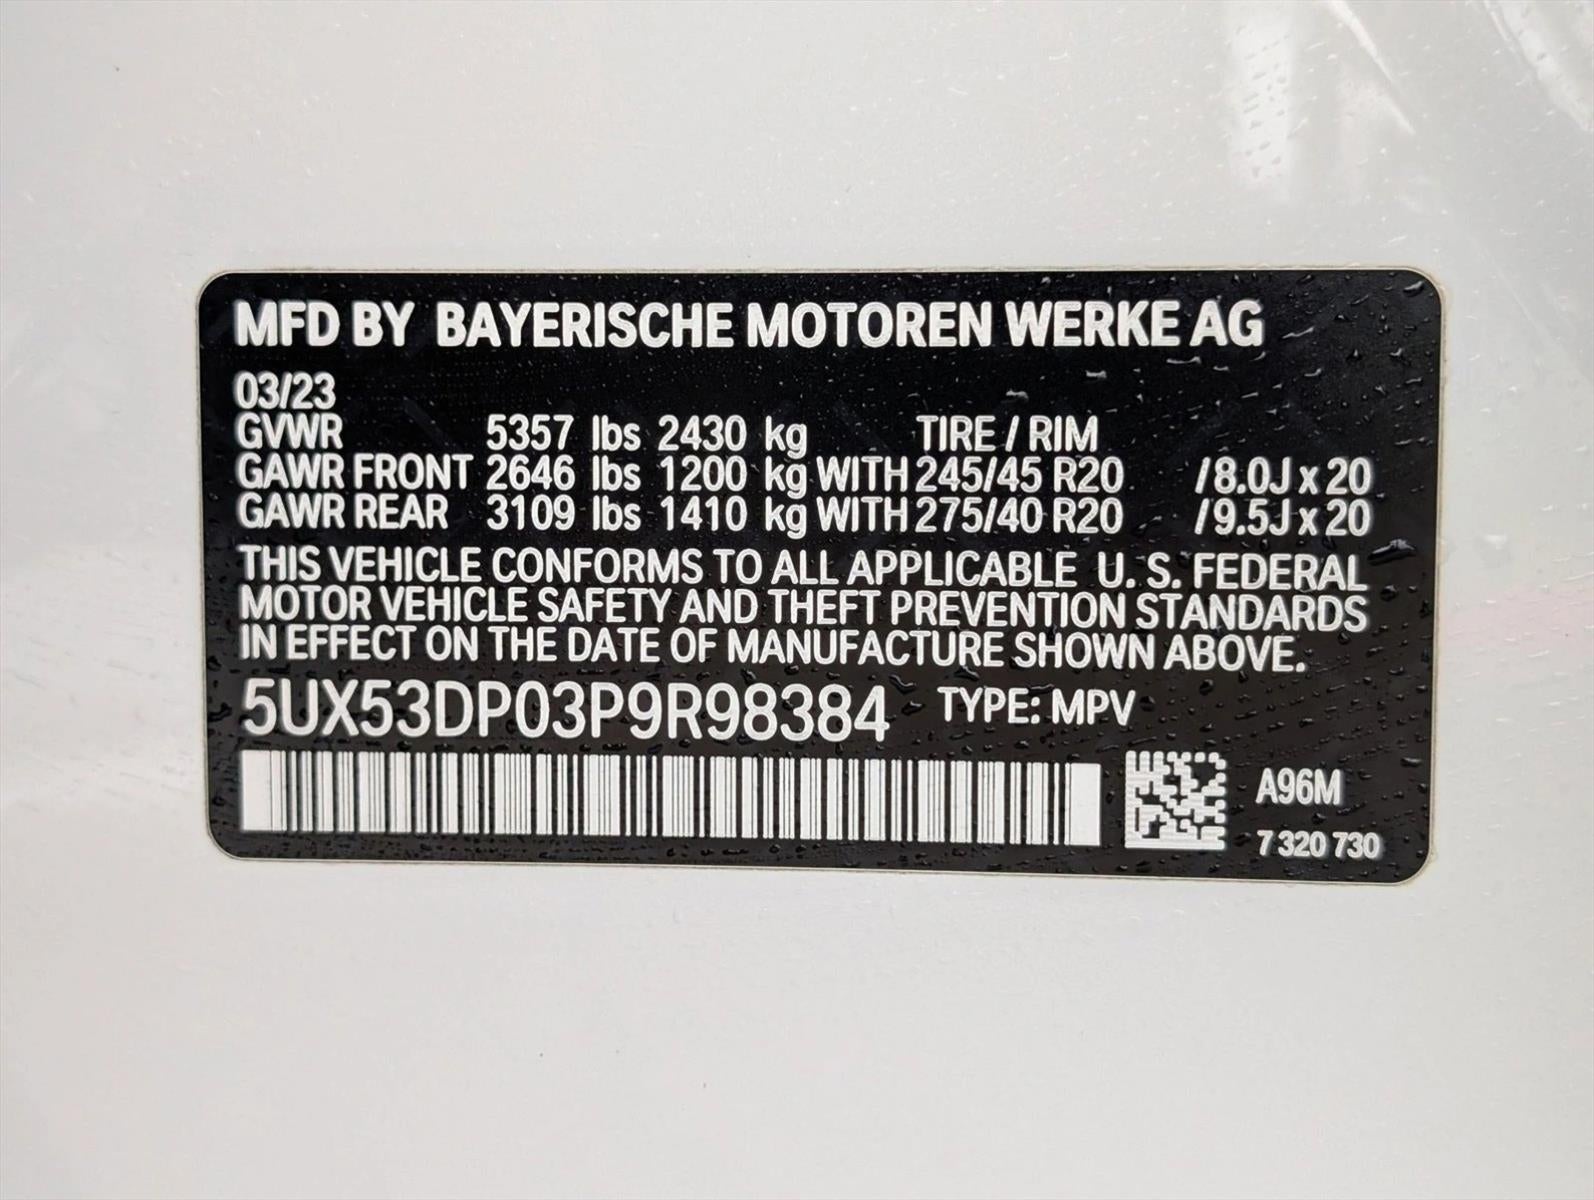 MFD BY BAYERISCHE MOTOREN WERKE AG
03/23
GVWR 5357 lbs 2430 kg TIRE / RIM
GAWR FRONT 2646 lbs 1200 kg WITH 245/45 R20 /8.0J x 20
GAWR REAR 3109 lbs 1410 kg WITH 275/40 R20 /9.5J x 20
THIS VEHICLE CONFORMS TO ALL APPLICABLE U. S. FEDERAL
MOTOR VEHICLE SAFETY AND THEFT PREVENTION STANDARDS
IN EFFECT ON THE DATE OF MANUFACTURE SHOWN ABOVE.
5UX53DP03P9R98384 TYPE: MPV
A96M
7 320 730